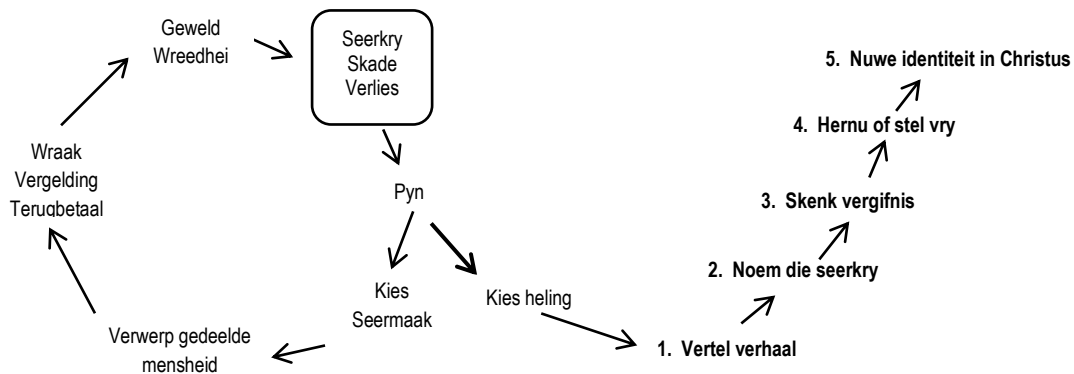 Geweld
Wreedhei
Seerkry
Skade
Verlies
Pyn
Kies
Seermaak
Verwerp gedeelde
mensheid
Wraak
Vergelding
Terugbetaal
Kies heling
1. Vertel verhaal
2. Noem die seerkry
3. Skenk vergifnis
4. Hernu of stel vry
5. Nuwe identiteit in Christus